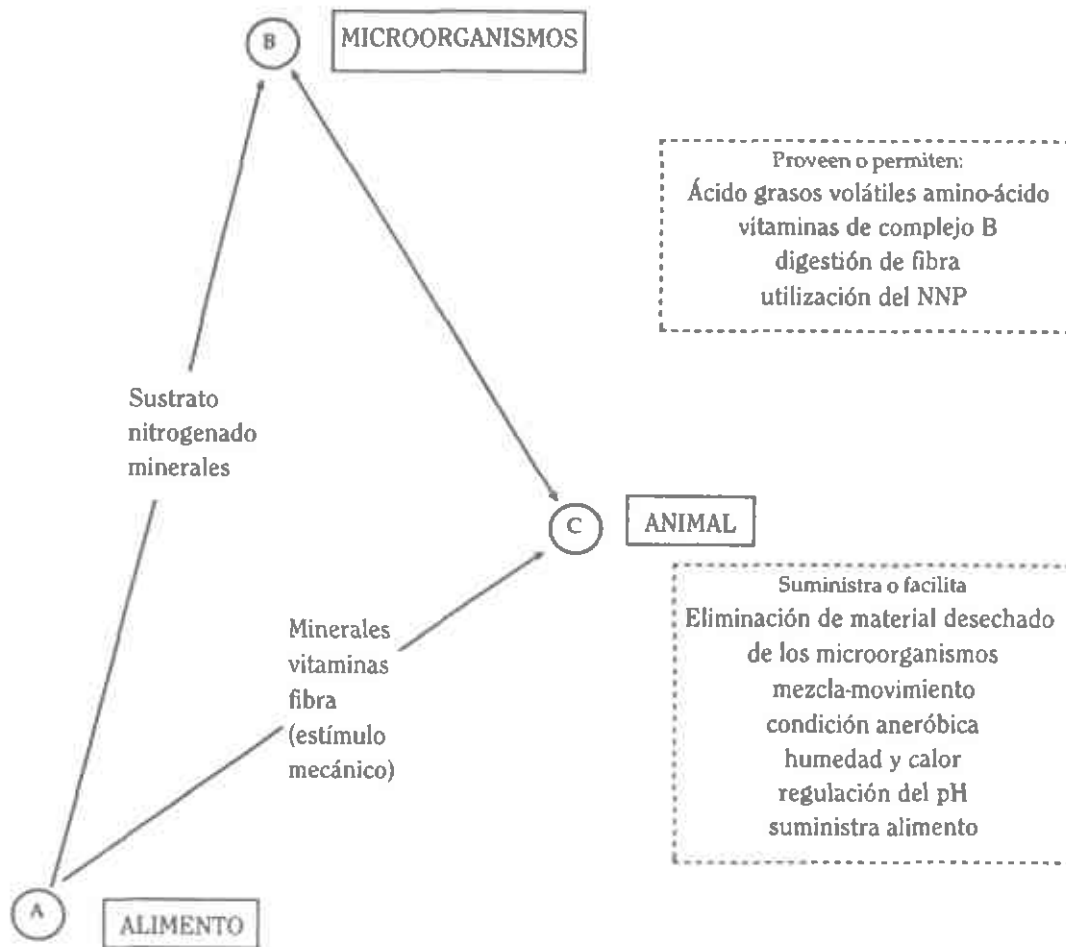 B
MICROORGANISMOS
Proveen o permiten:
Ácido grasos volátiles amino-ácido
vitaminas de complejo B
digestión de fibra
utilización del NNP
Sustrato
nitrogenado
minerales
C
ANIMAL
Minerales
vitaminas
fibra
(estímulo
mecánico)
Suministra o facilita
Eliminación de material desechado
de los microorganismos
mezcla-movimiento
condición aneróbica
humedad y calor
regulación del pH
suministra alimento
A
ALIMENTO